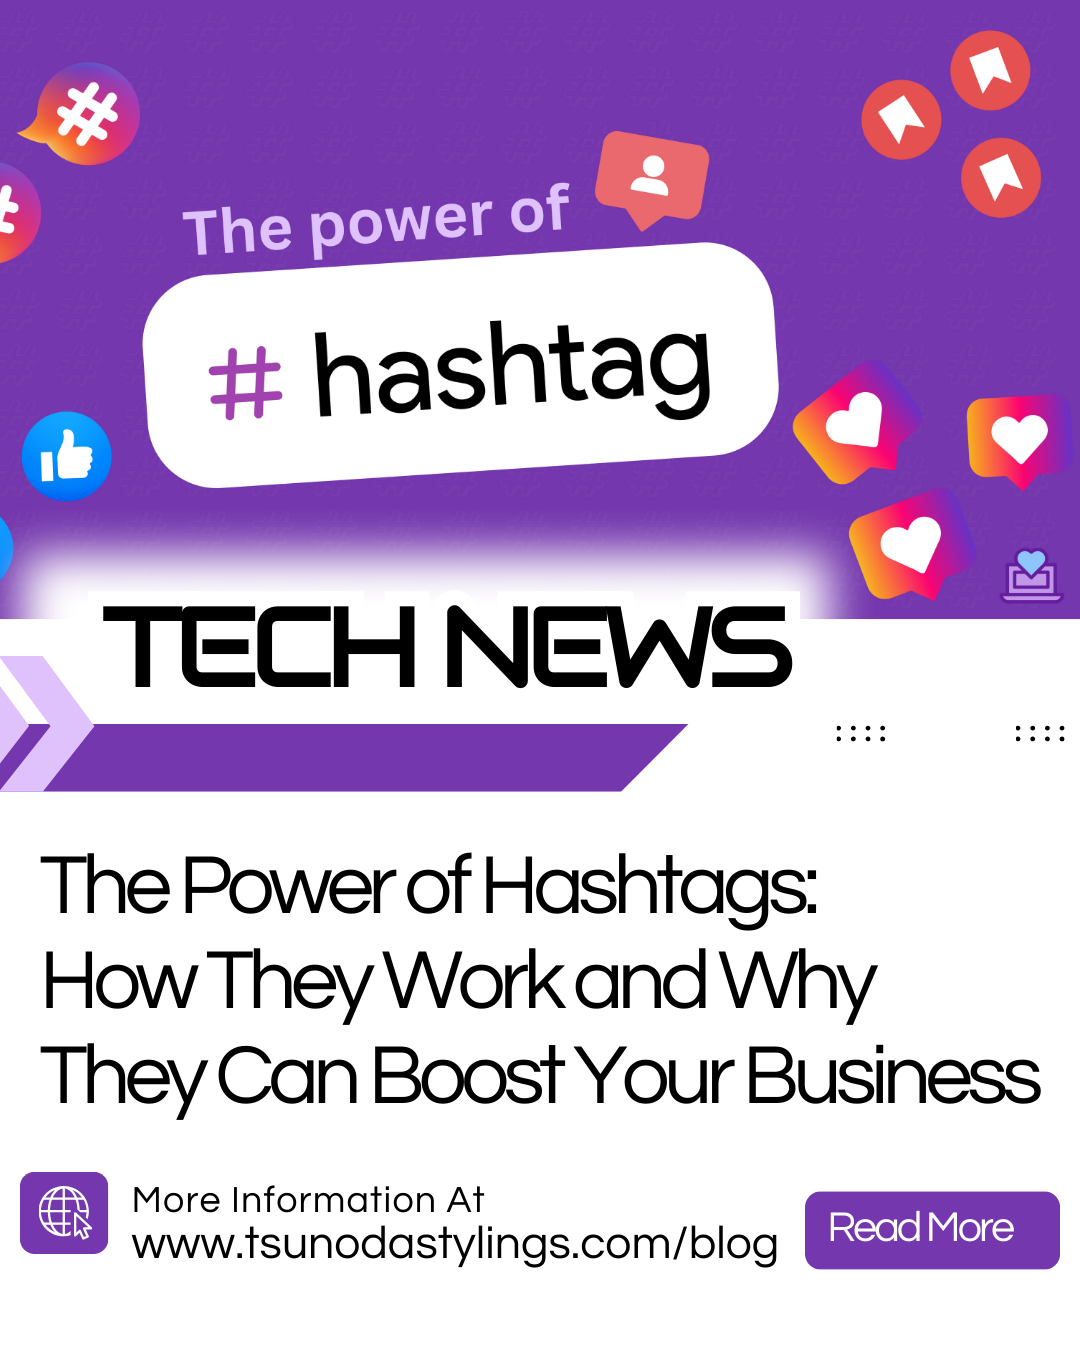 The power of
# hashtag
TECH NEWS
The Power of Hashtags:
How They Work and Why
They Can Boost Your Business
More Information At
www.tsunodastylings.com/blog
Read More